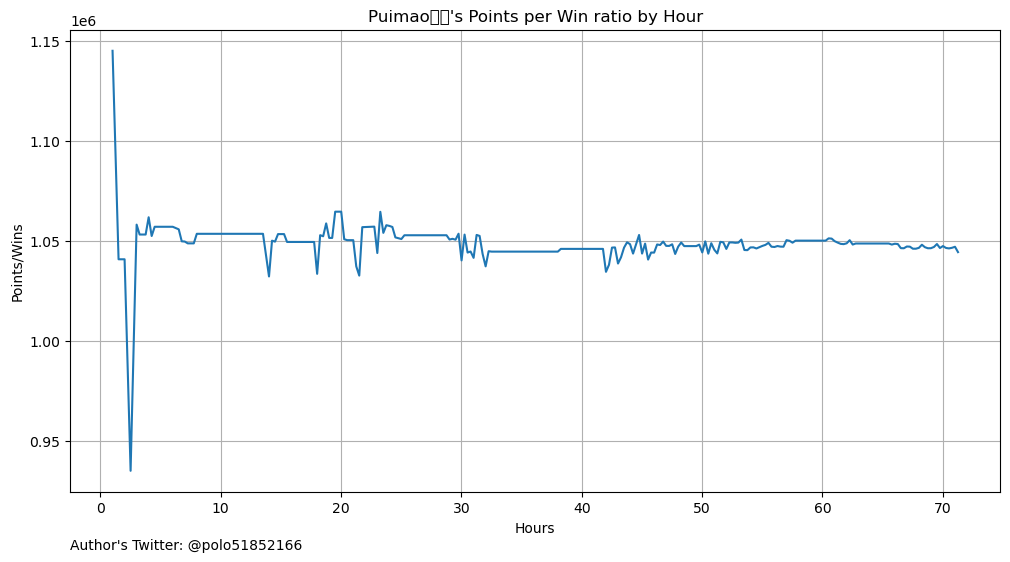 Puimao's Points per Win ratio by Hour
1e6
1.15
1.10
1.05
1.00
0.95
Points/Wins
0 10 20 30 40 50 60 70
Hours
Author's Twitter: @polo51852166